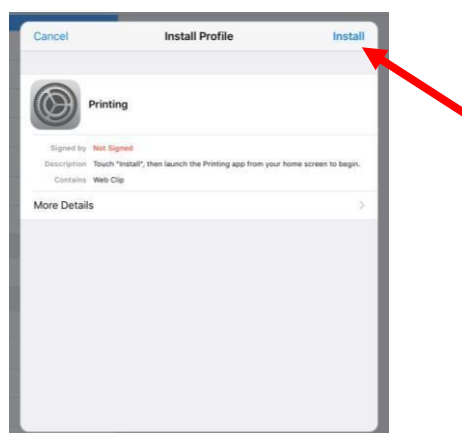 Cancel Install Profile Install
Printing
Signed by Not Signed
Description Touch "Install", then launch the Printing app from your home screen to begin.
Contains Web Clip
More Details